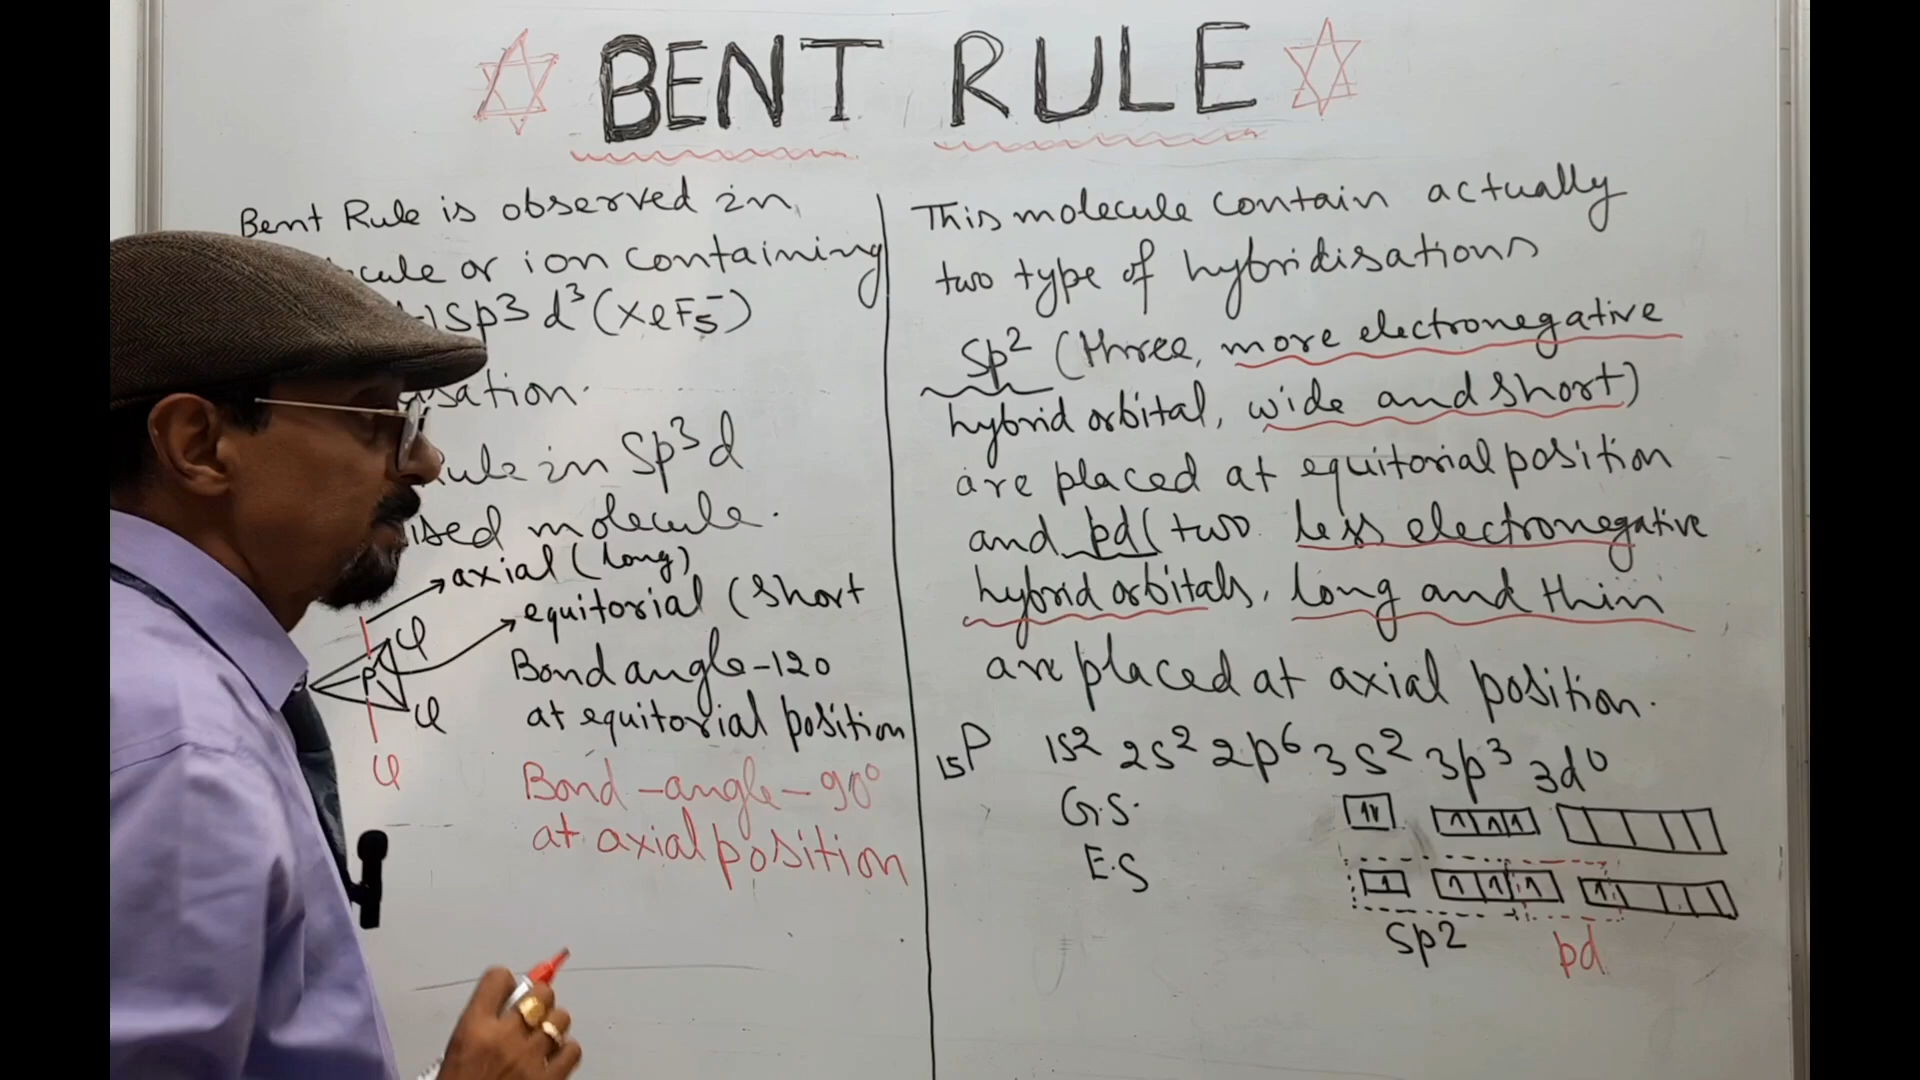 BENT RULE
Bent Rule is observed in
or ion containing
Sp³d³ (XeF₅⁻)
sation.
Rule in Sp³d
ised molecule.
axial (long)
equitorial (short
Bond angle-120
at equitorial position
P
Cl
Cl
Cl
Bond-angle-90°
at axial position
This molecule contain actually
two type of hybridisations
Sp² (three, more electronegative
hybrid orbital, wide and short)
are placed at equitorial position
and pd (two less electronegative
hybrid orbitals, long and thin
are placed at axial position.
₁₅P 1s² 2s² 2p⁶ 3s² 3p³ 3d⁰
G.S.
E.S
Sp2 pd